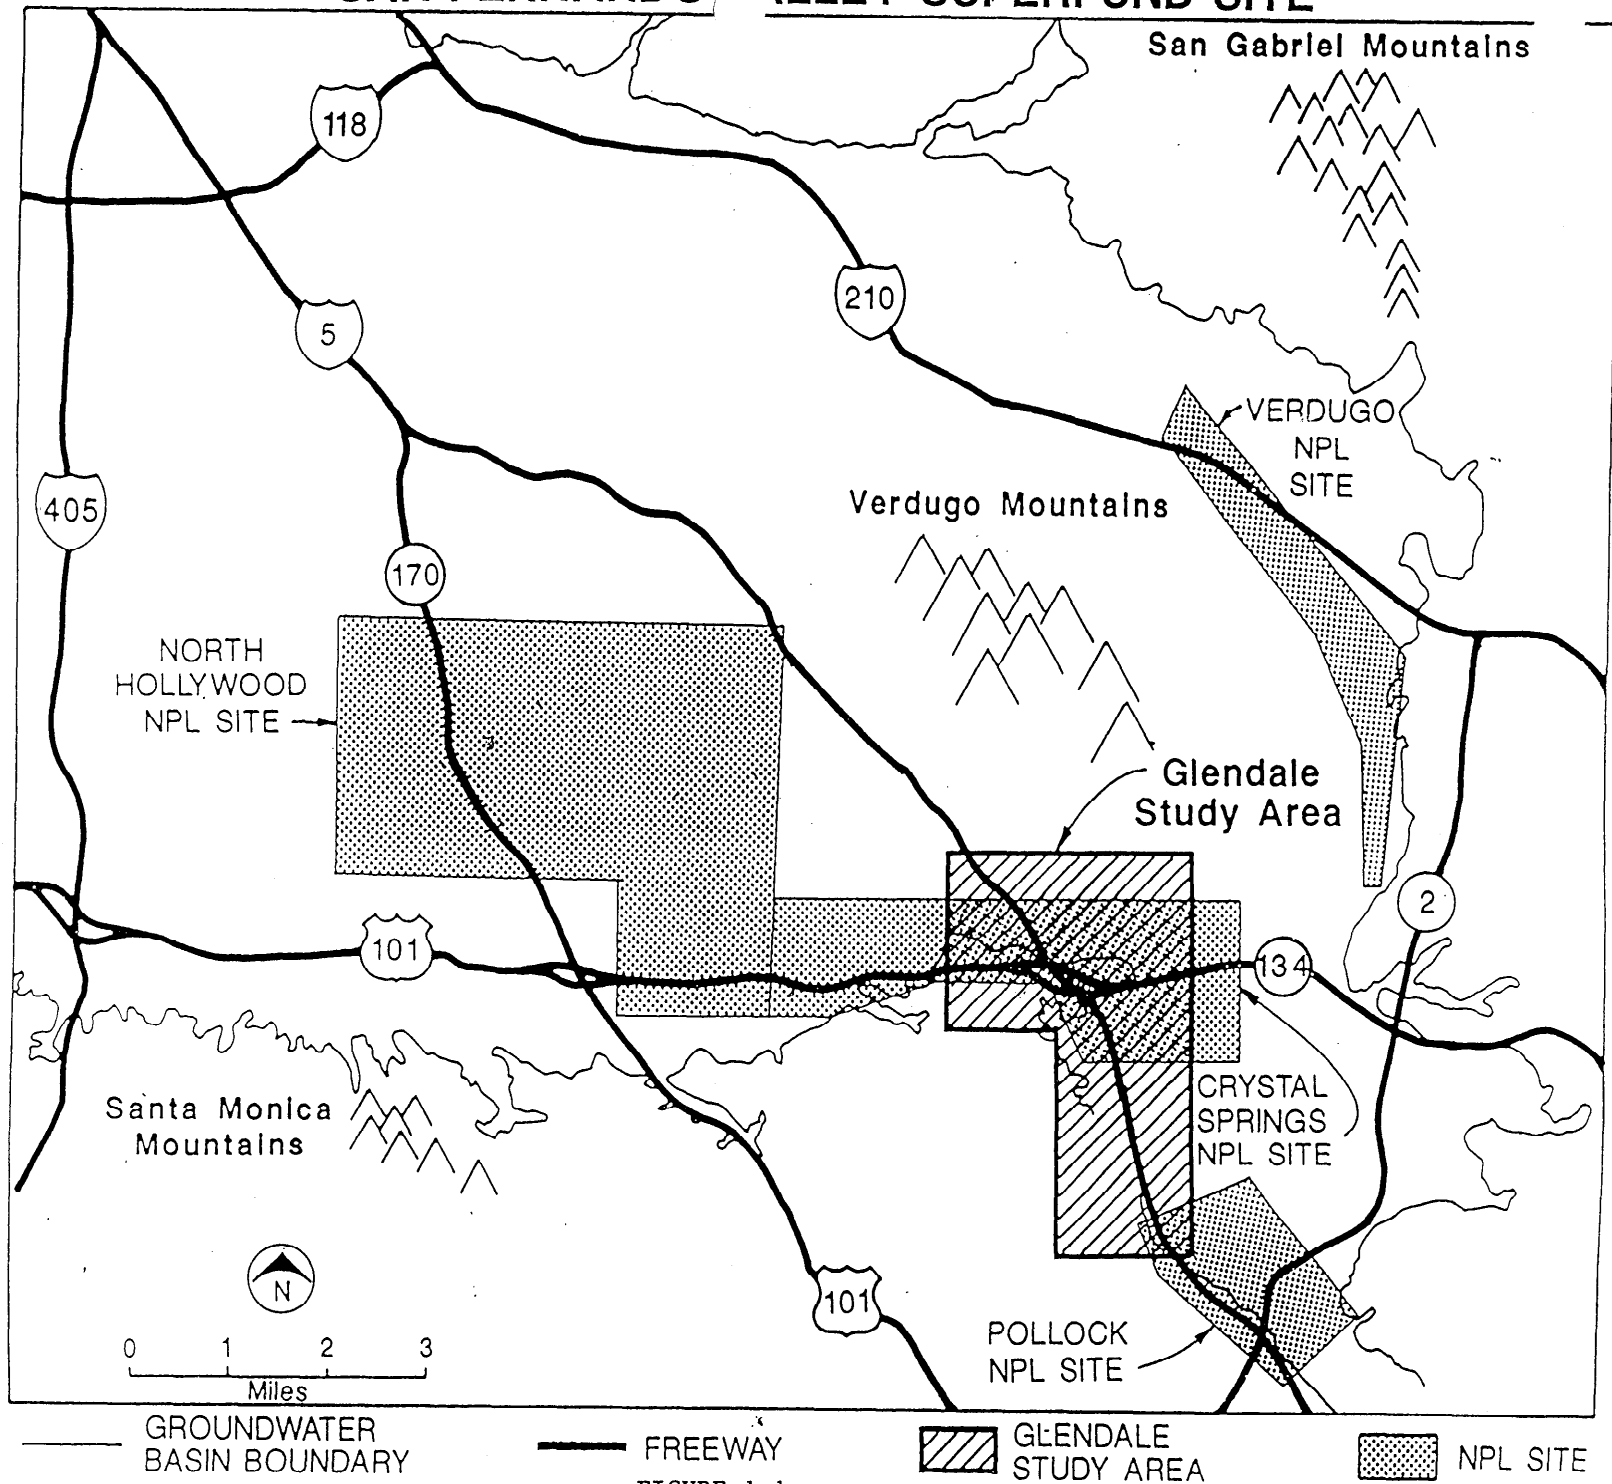 SUPERFUND SITE
San Gabriel Mountains
118
210
5
VERDUGO
NPL
SITE
405
Verdugo Mountains
170
NORTH
HOLLYWOOD
NPL SITE
Glendale
Study Area
2
101
134
CRYSTAL
SPRINGS
NPL SITE
Santa Monica
Mountains
N
101
POLLOCK
NPL SITE
0 1 2 3
Miles
GROUNDWATER
BASIN BOUNDARY
FREEWAY
GLENDALE
STUDY AREA
NPL SITE